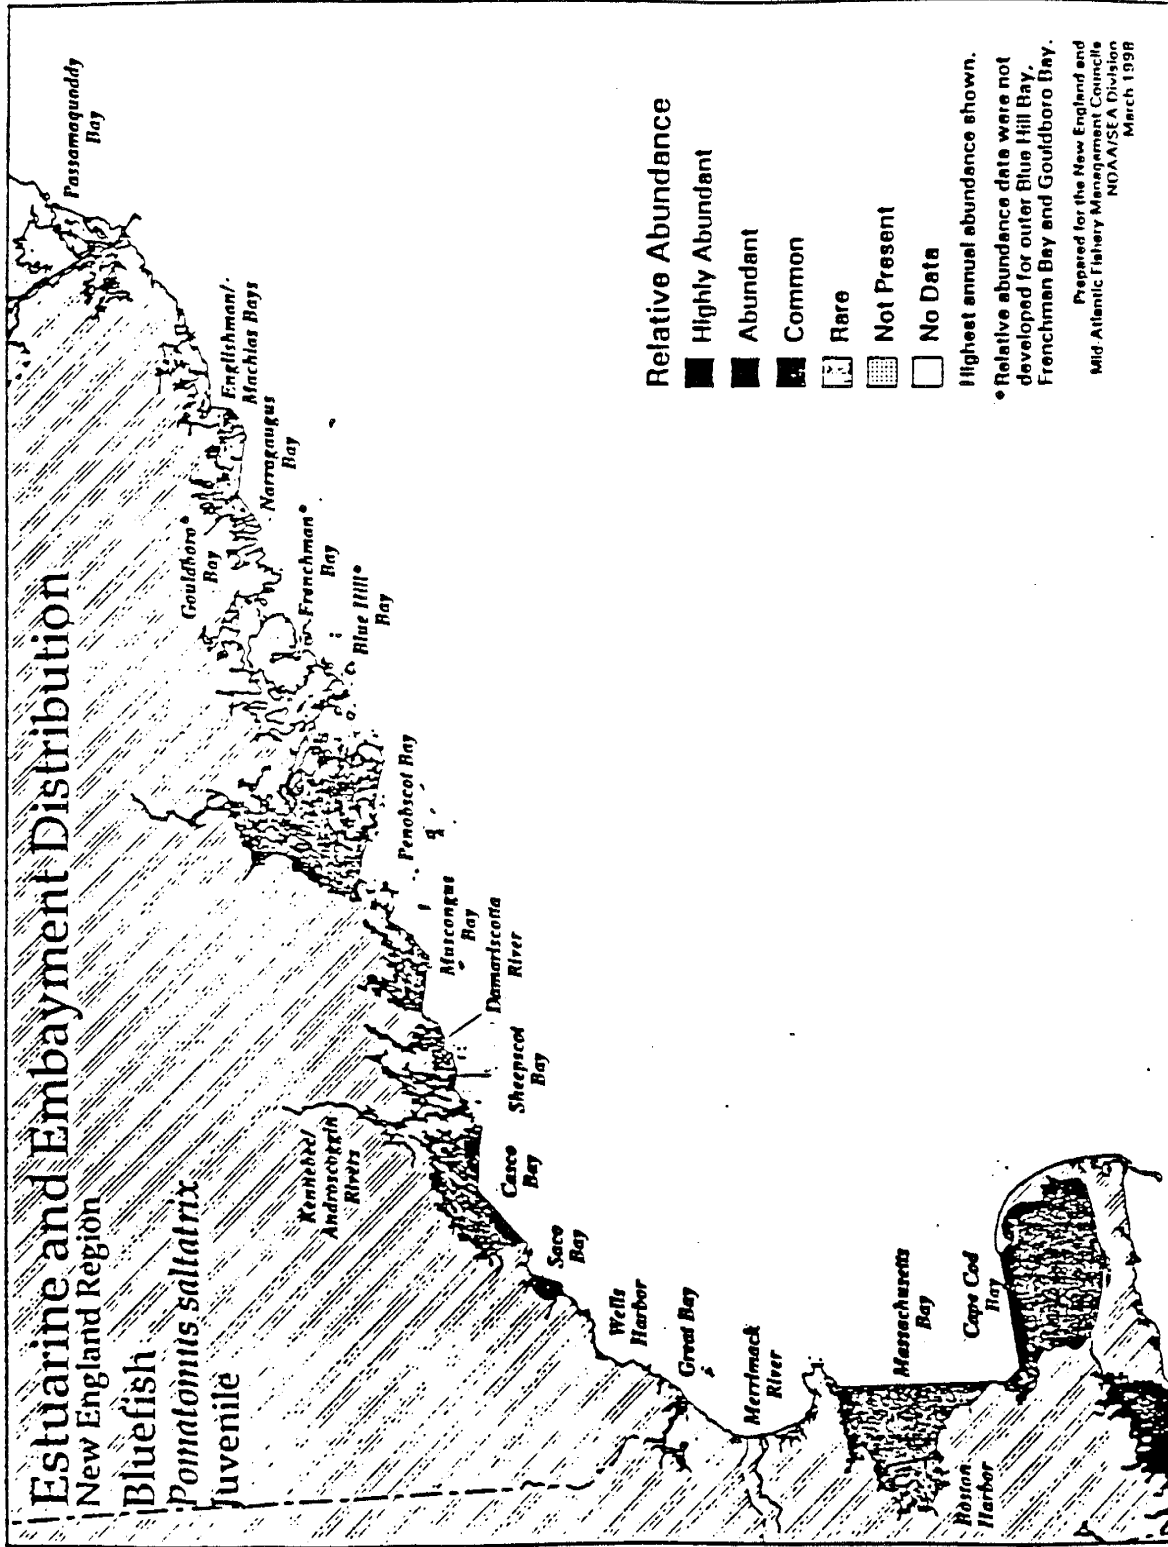 Estuarine and Embayment Distribution
New England Region
Bluefish
Pomatomus saltatrix
Juvenile
Passamaquoddy
Bay
Englishman/
Machias Bays
Narraguagus
Bay
Gouldboro*
Bay
Frenchman*
Bay
Blue Hill*
Bay
Penobscot Bay
Muscongus
Bay
Damariscotta
River
Sheepscot
Bay
Kennebec/
Androscoggin
Rivers
Casco
Bay
Saco
Bay
Wells
Harbor
Great Bay
Merrimack
River
Massachusetts
Bay
Boston
Harbor
Cape Cod
Bay
Relative Abundance
Highly Abundant
Abundant
Common
Rare
Not Present
No Data
Highest annual abundance shown.
*Relative abundance data were not
developed for outer Blue Hill Bay,
Frenchman Bay and Gouldboro Bay.
Prepared for the New England and
Mid-Atlantic Fishery Management Councils
NOAA/SEA Division
March 1998